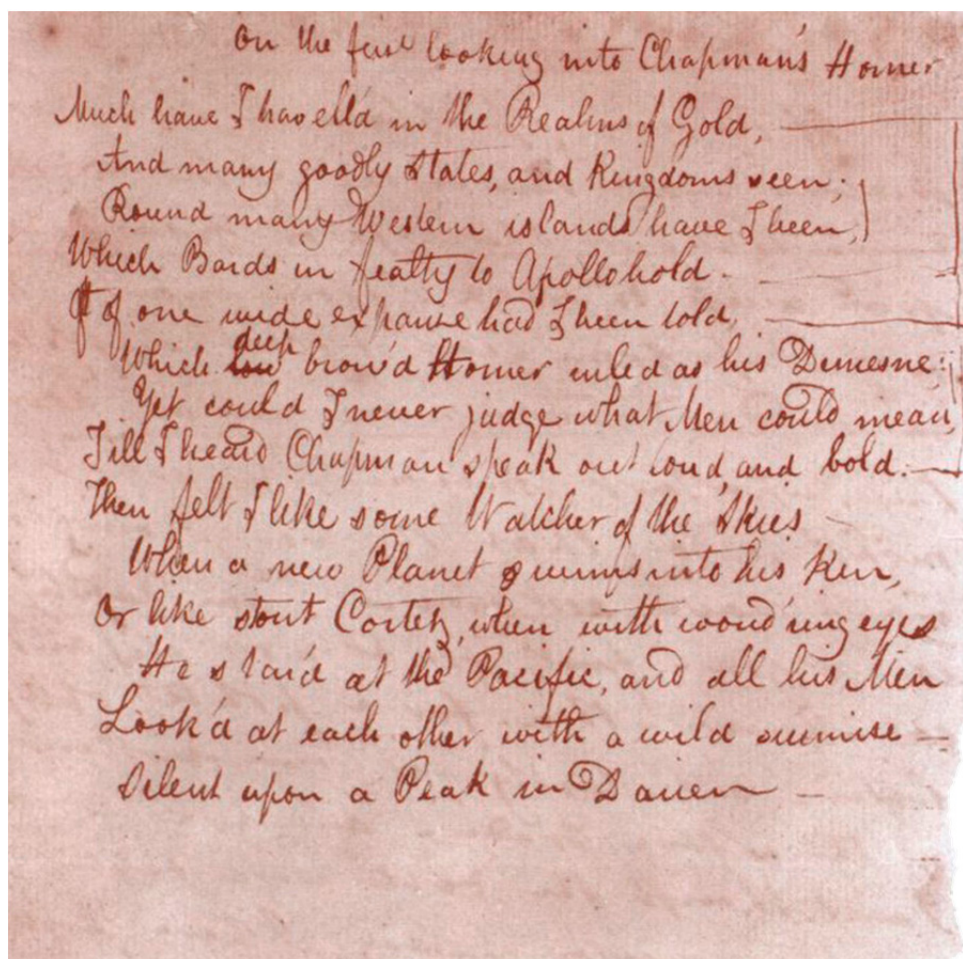 On the first looking into Chapman's Homer
Much have I travell'd in the Realms of Gold,
And many goodly States, and Kingdoms seen;
Round many Western islands have I been,
Which Bards in fealty to Apollo hold.
Of one wide expanse had I been told,
Which low deep brow'd Homer ruled as his Demesne:
Yet could I never judge what Men could mean,
Till I heard Chapman speak out loud, and bold.
Then felt I like some Watcher of the Skies
When a new Planet swims into his Ken,
Or like stout Cortez, when with wond'ring eyes
He star'd at the Pacific, and all his Men
Look'd at each other with a wild surmise —
Silent upon a Peak in Darien —